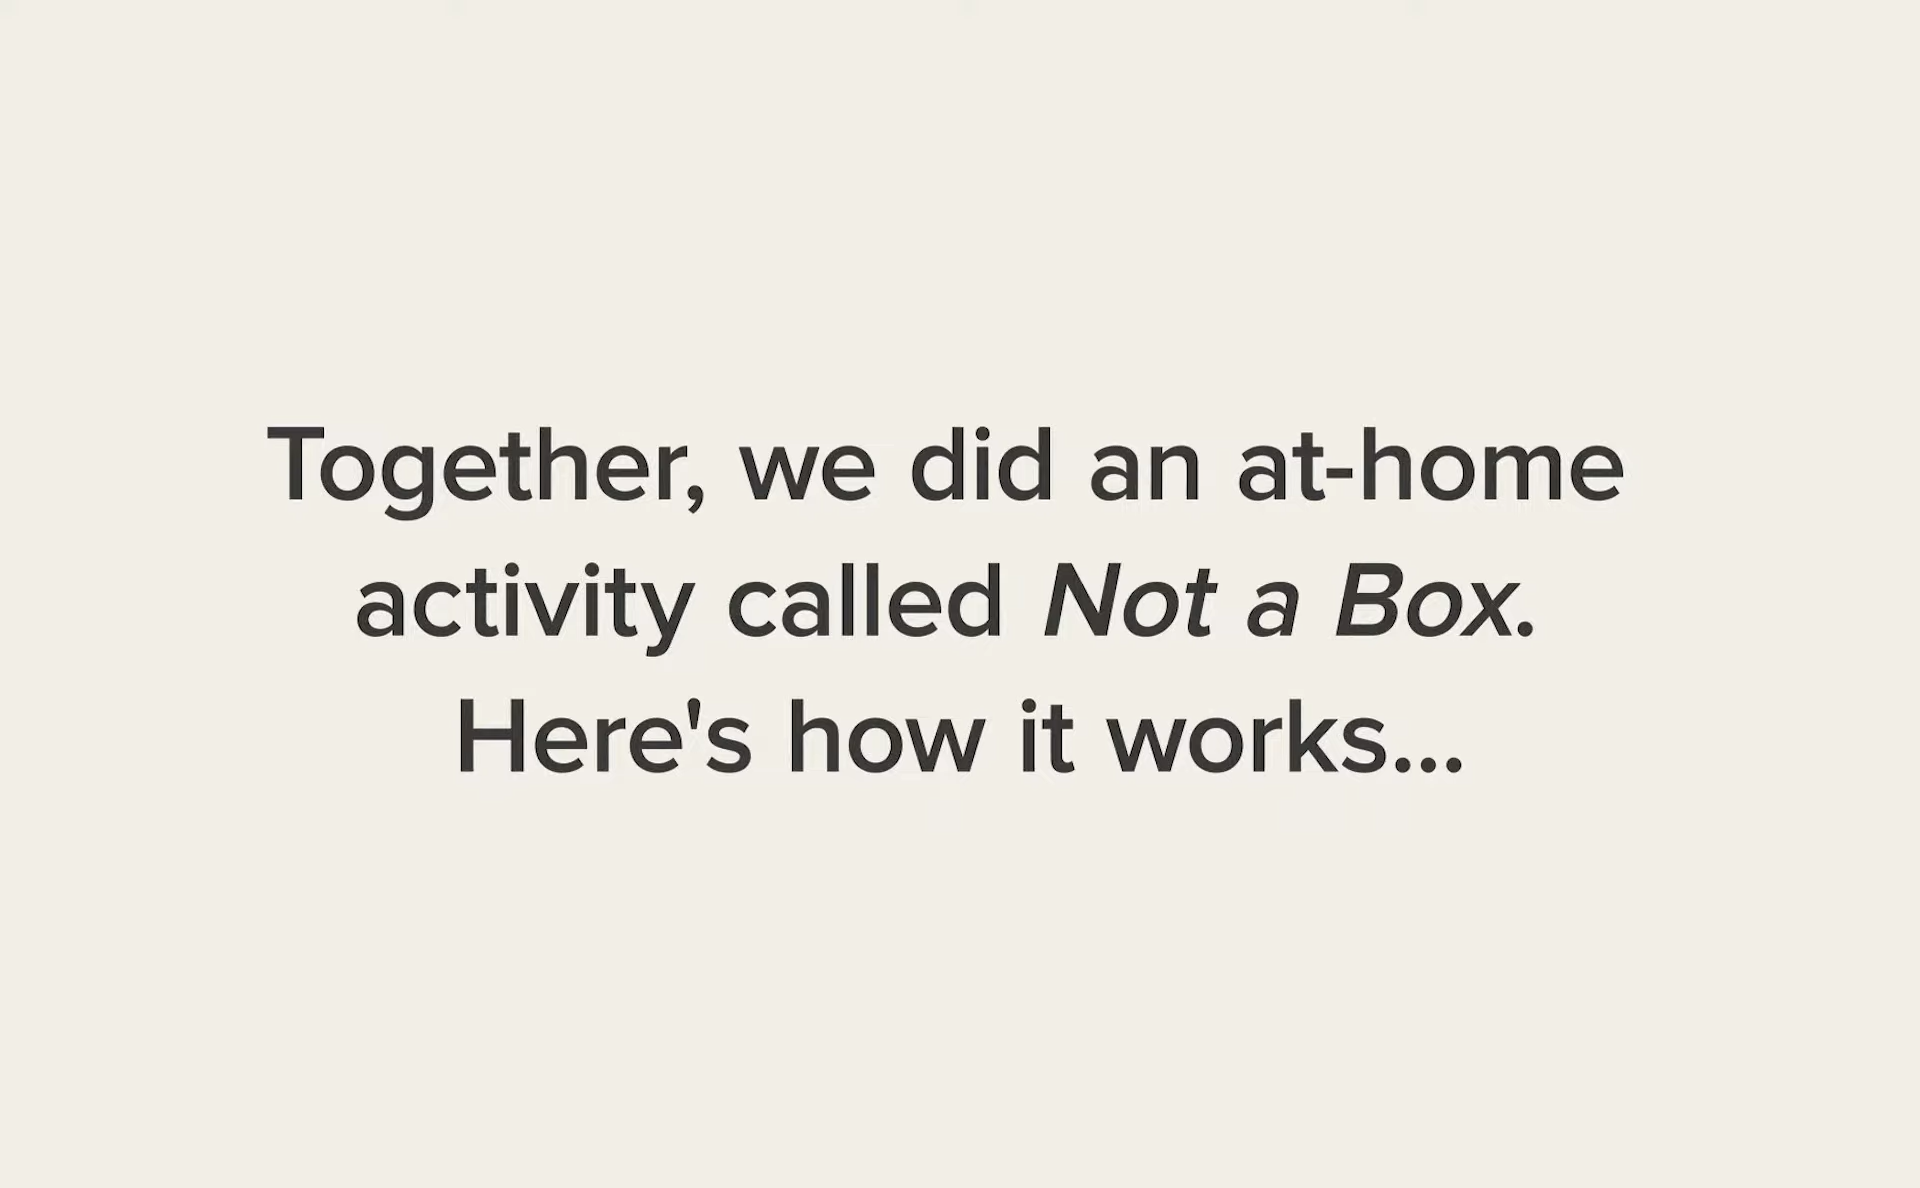 Together, we did an at-home
activity called Not a Box.
Here's how it works...